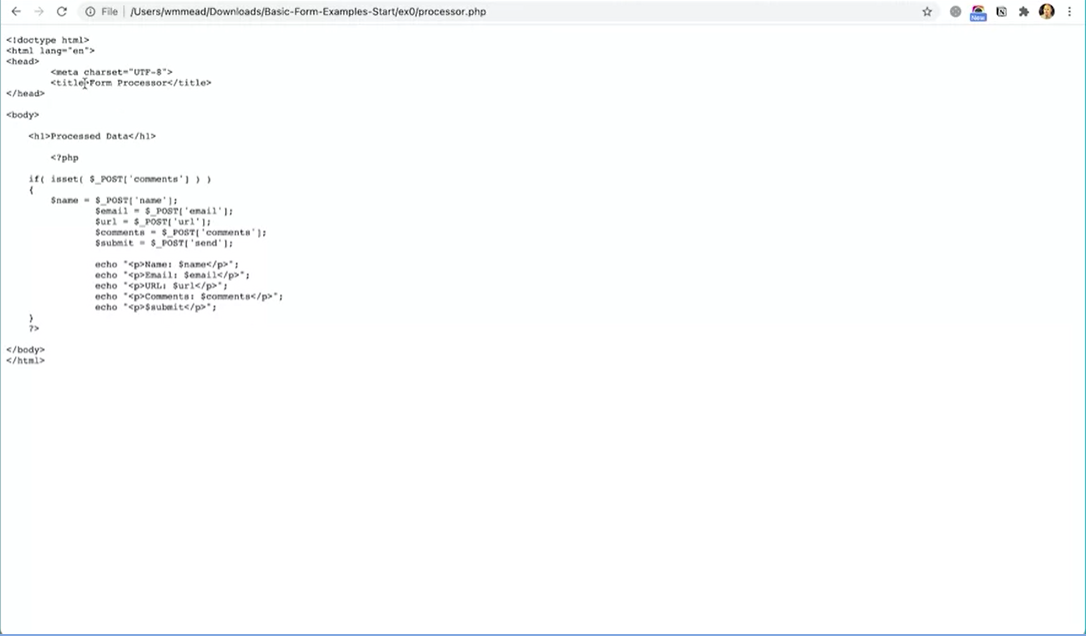 File /Users/wmmead/Downloads/Basic-Form-Examples-Start/ex0/processor.php
New
<!doctype html>
<html lang="en">
<head>
<meta charset="UTF-8">
<title>Form Processor</title>
</head>
<body>
<h1>Processed Data</h1>
<?php
if( isset( $_POST['comments'] ) )
{
$name = $_POST['name'];
$email = $_POST['email'];
$url = $_POST['url'];
$comments = $_POST['comments'];
$submit = $_POST['send'];
echo "<p>Name: $name</p>";
echo "<p>Email: $email</p>";
echo "<p>URL: $url</p>";
echo "<p>Comments: $comments</p>";
echo "<p>$submit</p>";
}
?>
</body>
</html>